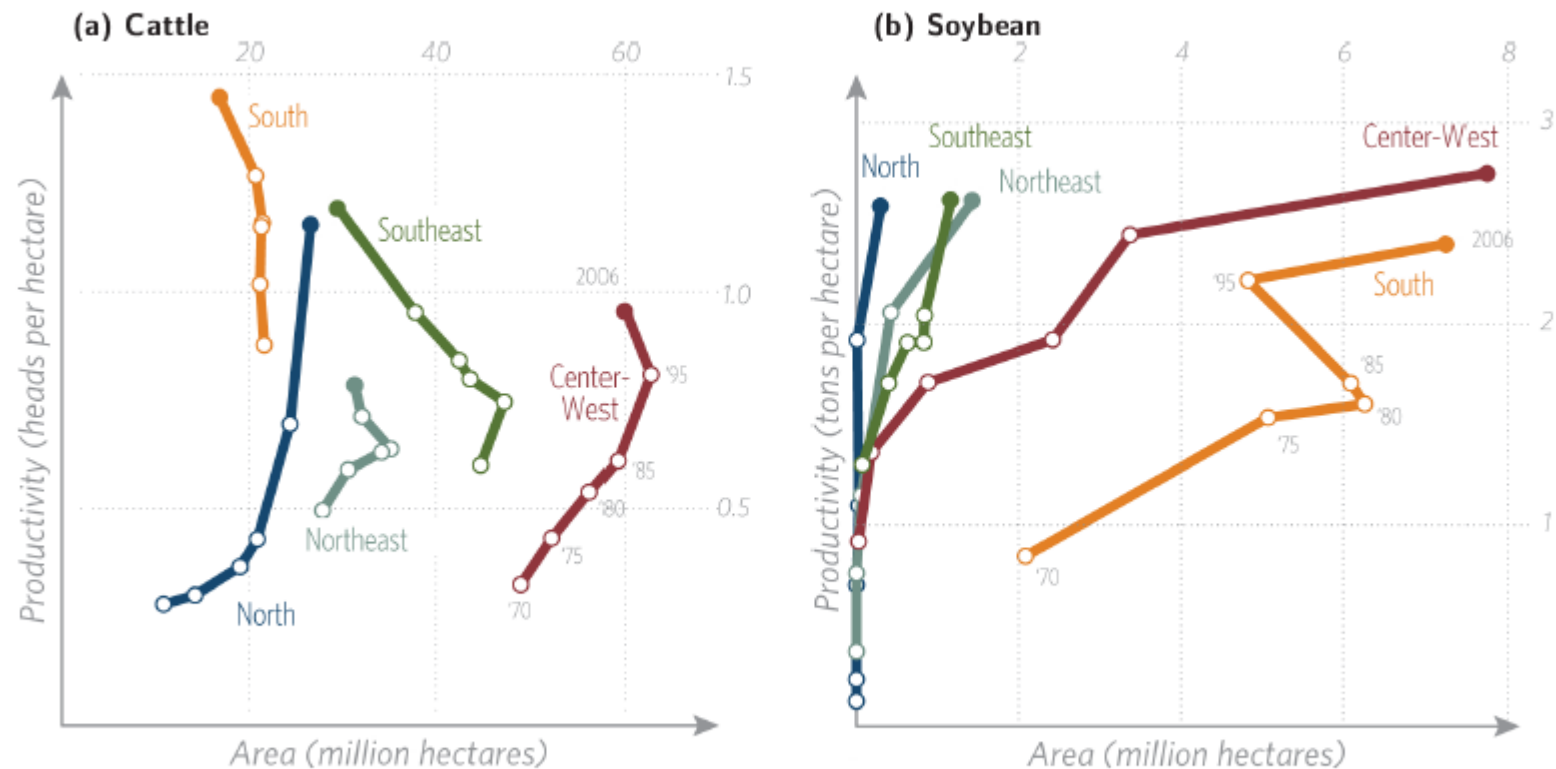 (a) Cattle
20
40
60
1.5
South
Southeast
2006
1.0
Center-
West
'95
'85
'80
0.5
Northeast
'75
North
'70
Productivity (heads per hectare)
Area (million hectares)
(b) Soybean
2
4
6
8
3
Southeast
Center-West
North
Northeast
2006
'95
South
2
'85
'80
'75
1
'70
Productivity (tons per hectare)
Area (million hectares)